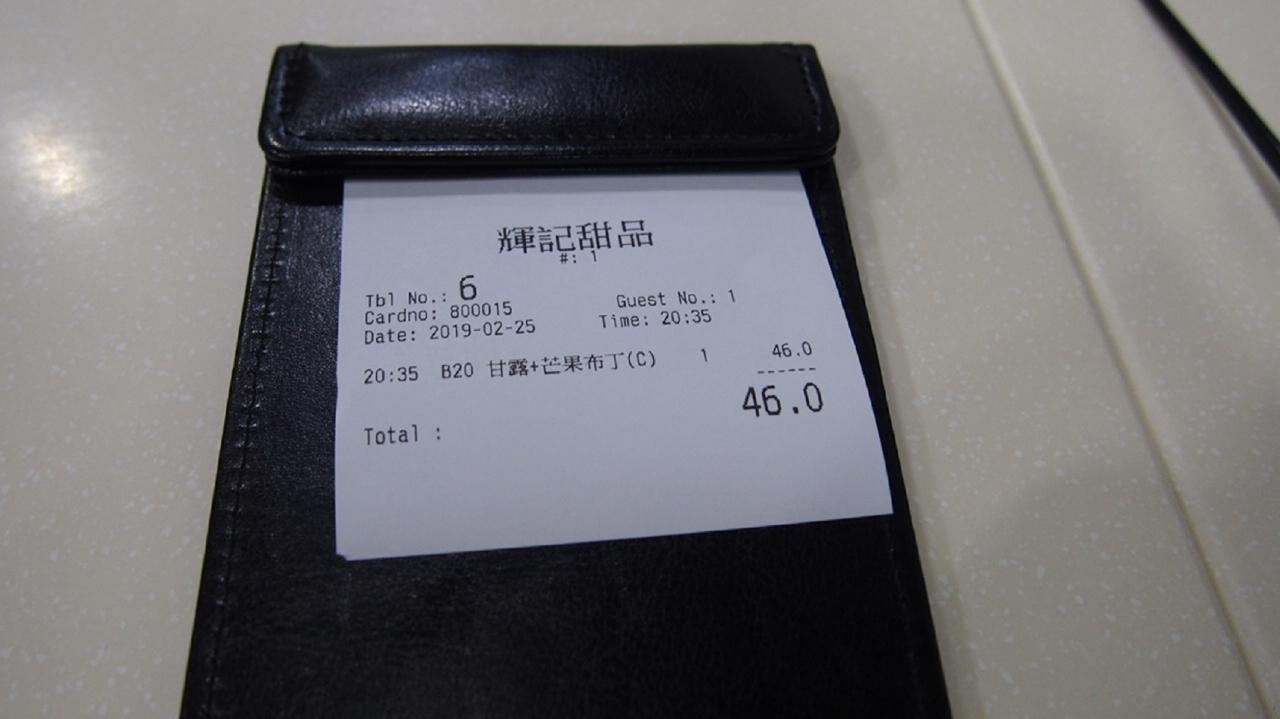 輝記甜品
#: 1
Tbl No.: 6 Guest No.: 1
Cardno: 800015
Date: 2019-02-25 Time: 20:35
20:35 B20 甘露+芒果布丁(C) 1 46.0
------
46.0
Total :